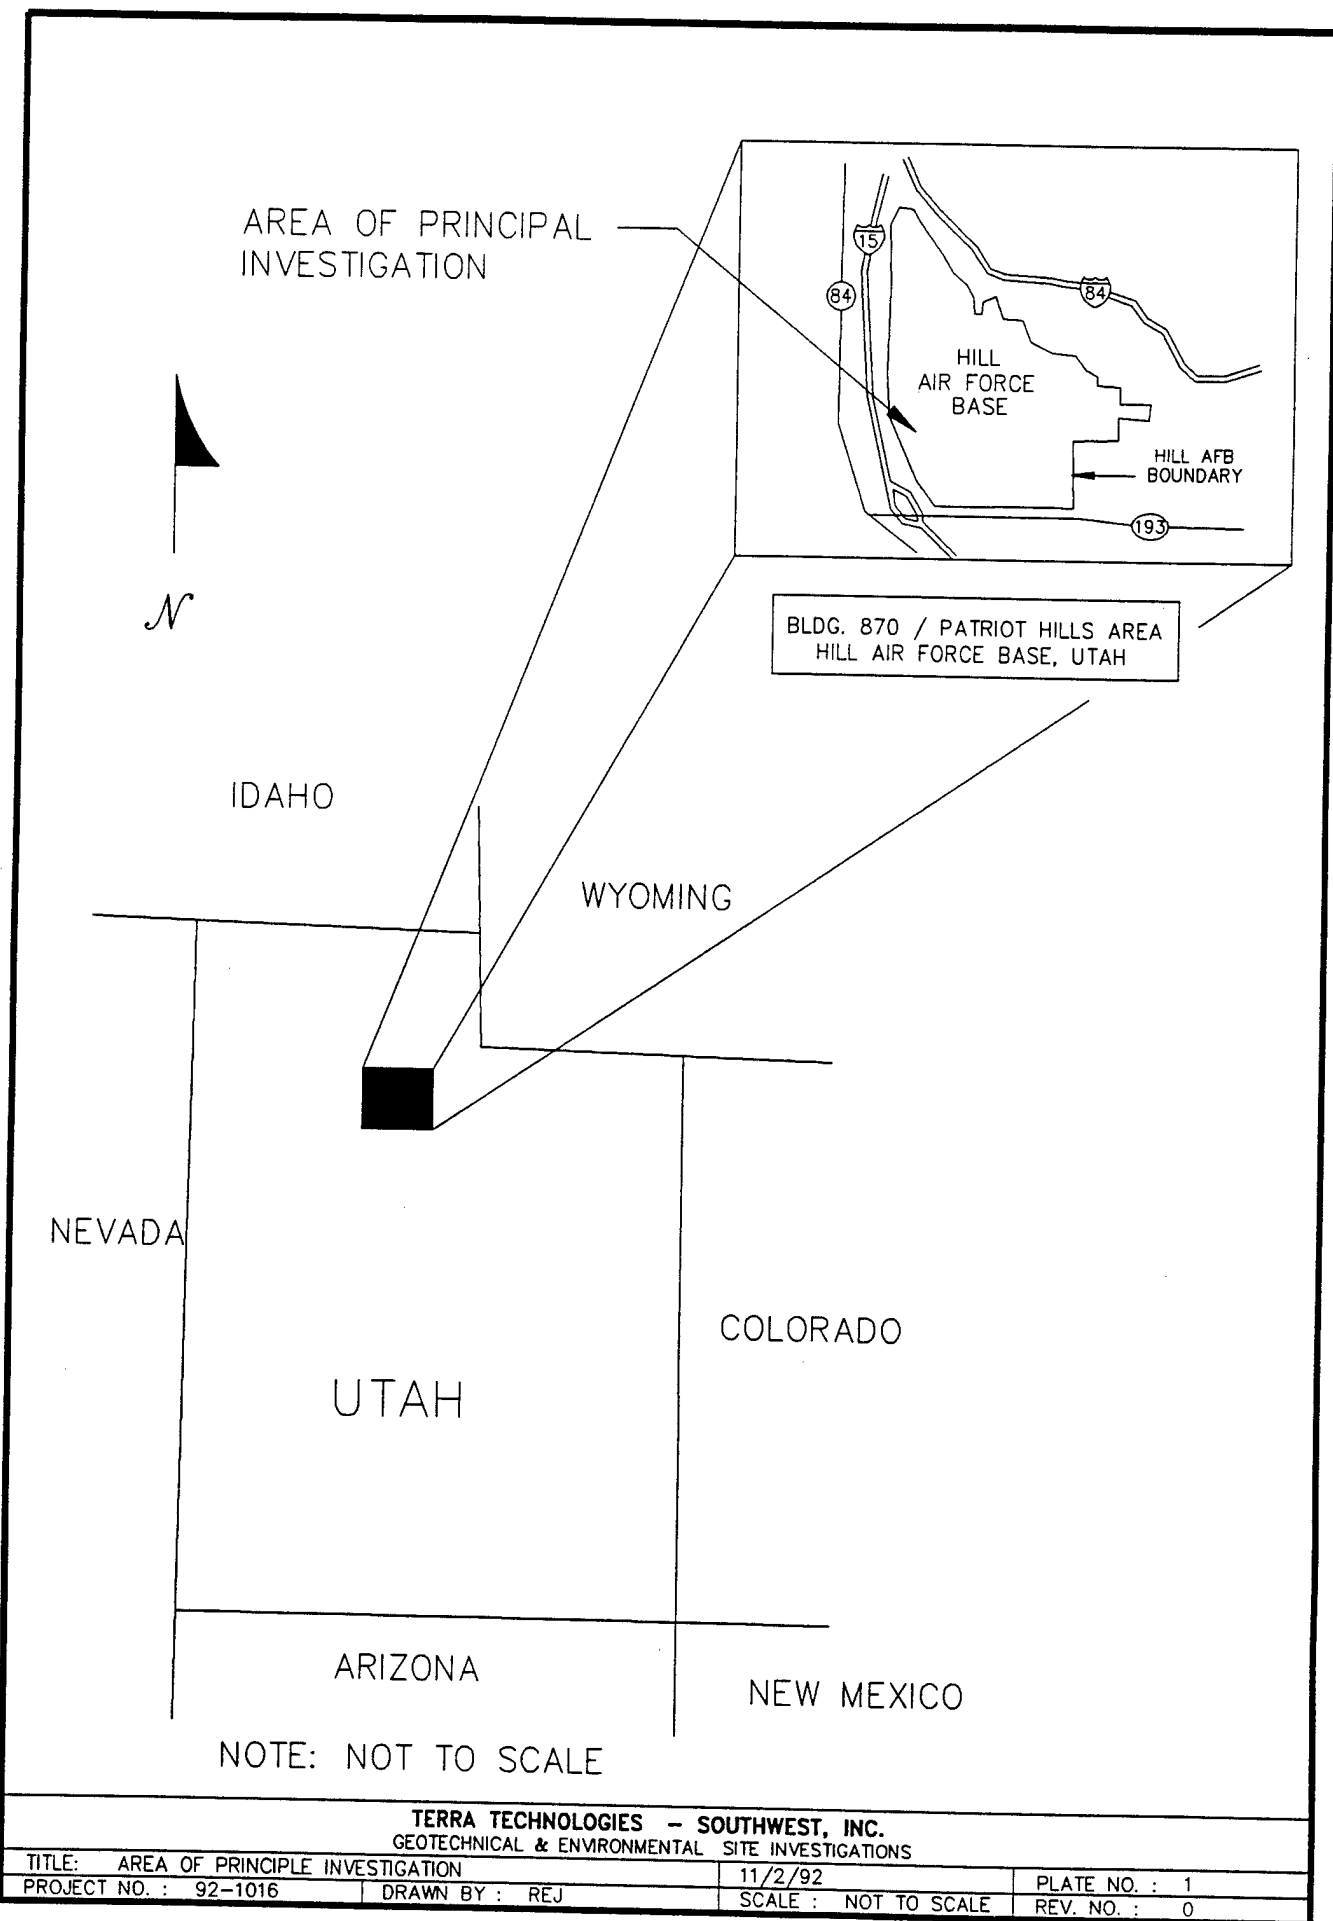 AREA OF PRINCIPAL
INVESTIGATION
15
84
84
HILL
AIR FORCE
BASE
HILL AFB
BOUNDARY
193
N
BLDG. 870 / PATRIOT HILLS AREA
HILL AIR FORCE BASE, UTAH
IDAHO
WYOMING
NEVADA
COLORADO
UTAH
ARIZONA
NEW MEXICO
NOTE: NOT TO SCALE
TERRA TECHNOLOGIES - SOUTHWEST, INC.
GEOTECHNICAL & ENVIRONMENTAL SITE INVESTIGATIONS
TITLE: AREA OF PRINCIPLE INVESTIGATION
11/2/92
PLATE NO. : 1
PROJECT NO. : 92-1016
DRAWN BY : REJ
SCALE : NOT TO SCALE
REV. NO. : 0